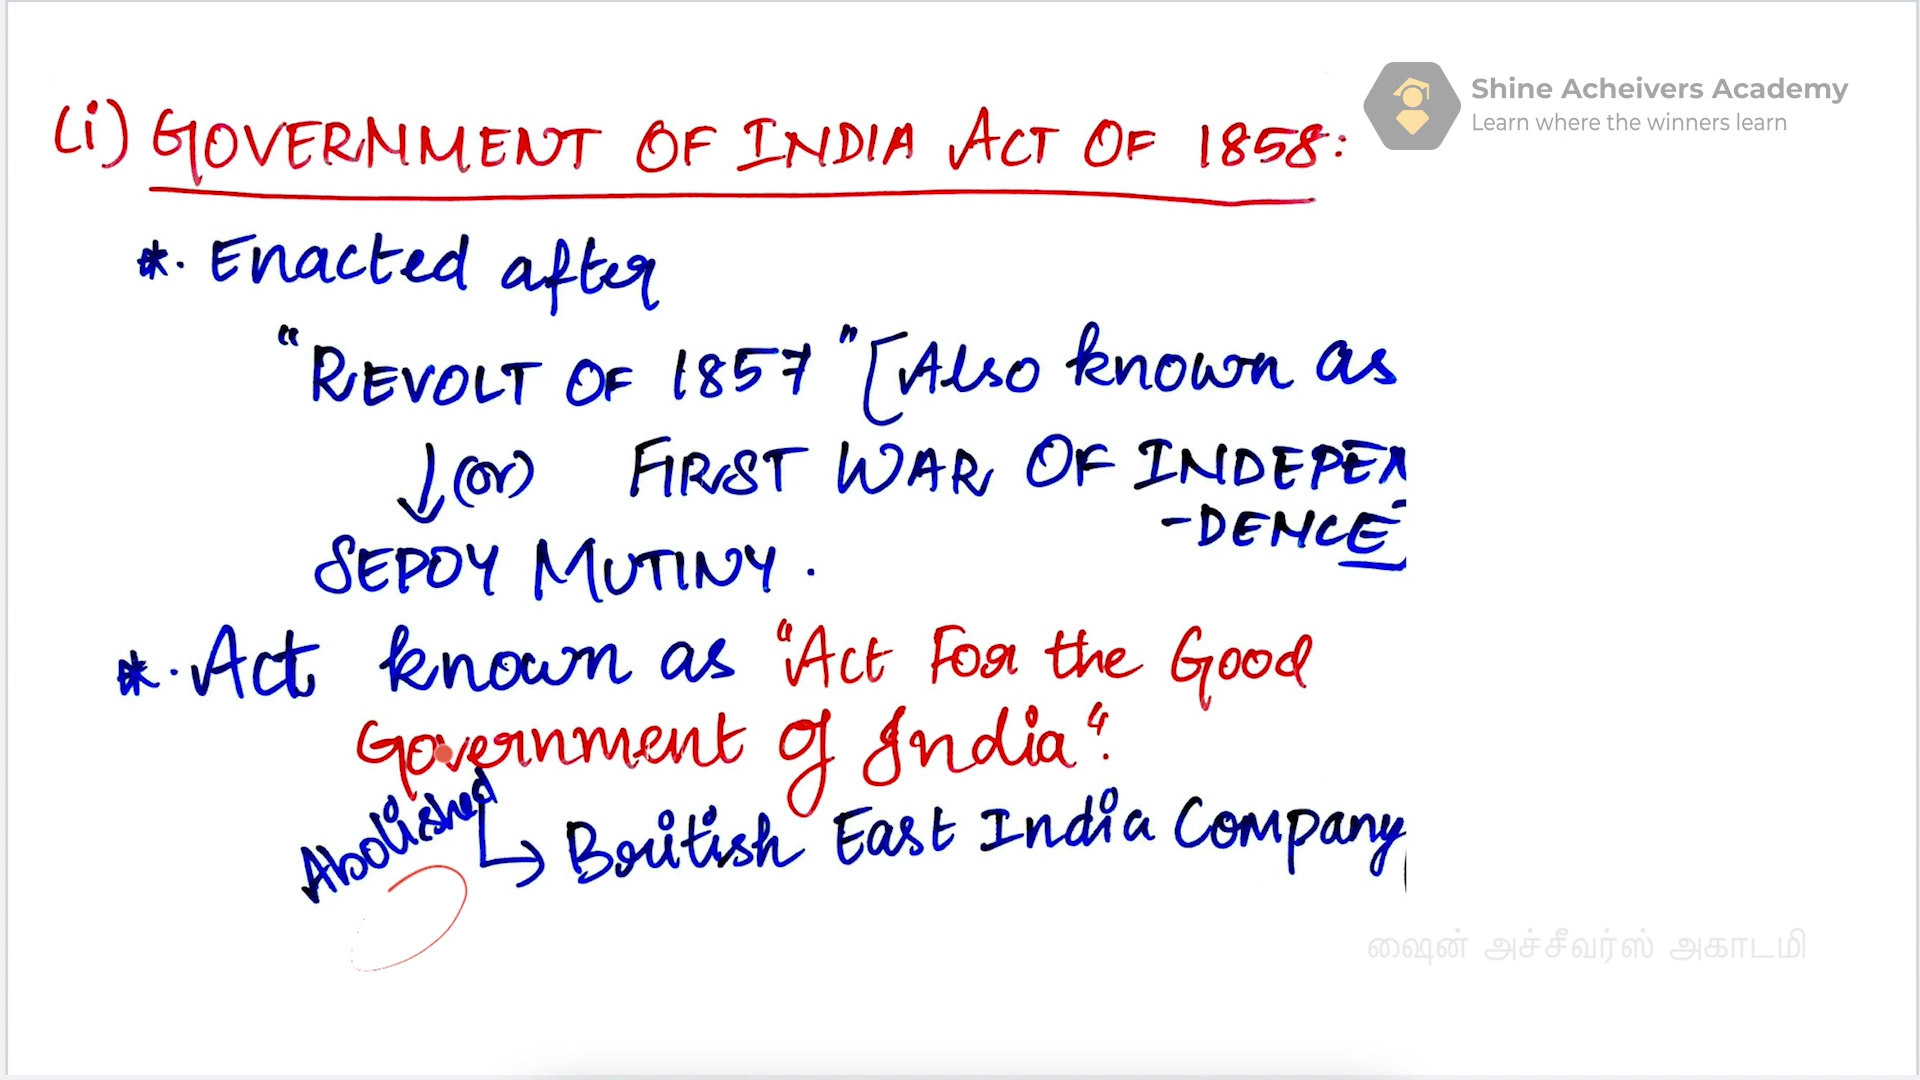 Shine Acheivers Academy
Learn where the winners learn
(i) GOVERNMENT OF INDIA ACT OF 1858:
*. Enacted after
"REVOLT OF 1857" [Also known as
↓ (or) FIRST WAR OF INDEPEN
-DENCE]
SEPOY MUTINY.
*. Act known as "Act For the Good
Government of India".
Abolished
↳ British East India Company
ஷைன் அச்சீவர்ஸ் அகாடமி